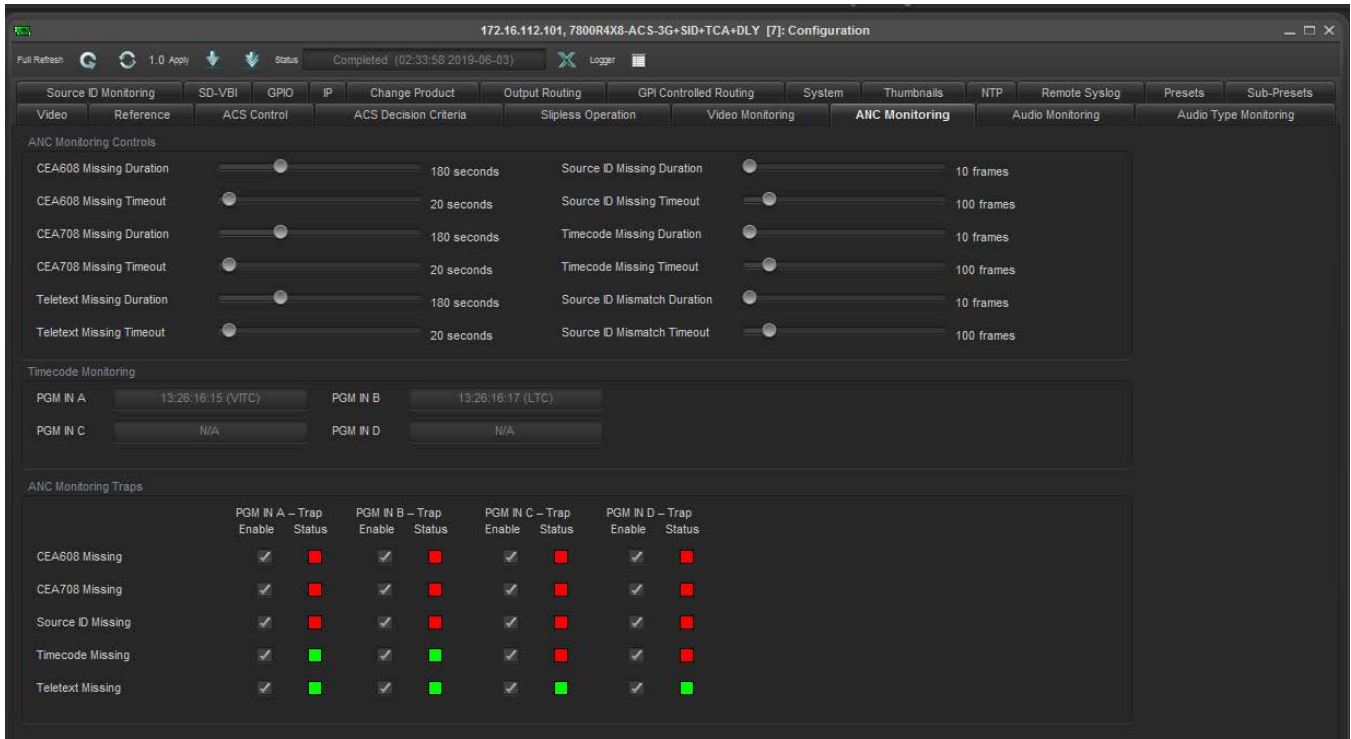 172.16.112.101, 7800R4X8-ACS-3G+SID+TCA+DLY [7]: Configuration
Full Refresh 1.0 Apply Status Completed (02:33:58 2019-06-03) Logger
Source ID Monitoring SD-VBI GPIO IP Change Product Output Routing GPI Controlled Routing System Thumbnails NTP Remote Syslog Presets Sub-Presets
Video Reference ACS Control ACS Decision Criteria Slipless Operation Video Monitoring ANC Monitoring Audio Monitoring Audio Type Monitoring
ANC Monitoring Controls
CEA608 Missing Duration 180 seconds Source ID Missing Duration 10 frames
CEA608 Missing Timeout 20 seconds Source ID Missing Timeout 100 frames
CEA708 Missing Duration 180 seconds Timecode Missing Duration 10 frames
CEA708 Missing Timeout 20 seconds Timecode Missing Timeout 100 frames
Teletext Missing Duration 180 seconds Source ID Mismatch Duration 10 frames
Teletext Missing Timeout 20 seconds Source ID Mismatch Timeout 100 frames
Timecode Monitoring
PGM IN A 13:26:16:15 (VITC) PGM IN B 13:26:16:17 (LTC)
PGM IN C N/A PGM IN D N/A
ANC Monitoring Traps
PGM IN A – Trap PGM IN B – Trap PGM IN C – Trap PGM IN D – Trap
Enable Status Enable Status Enable Status Enable Status
CEA608 Missing
CEA708 Missing
Source ID Missing
Timecode Missing
Teletext Missing